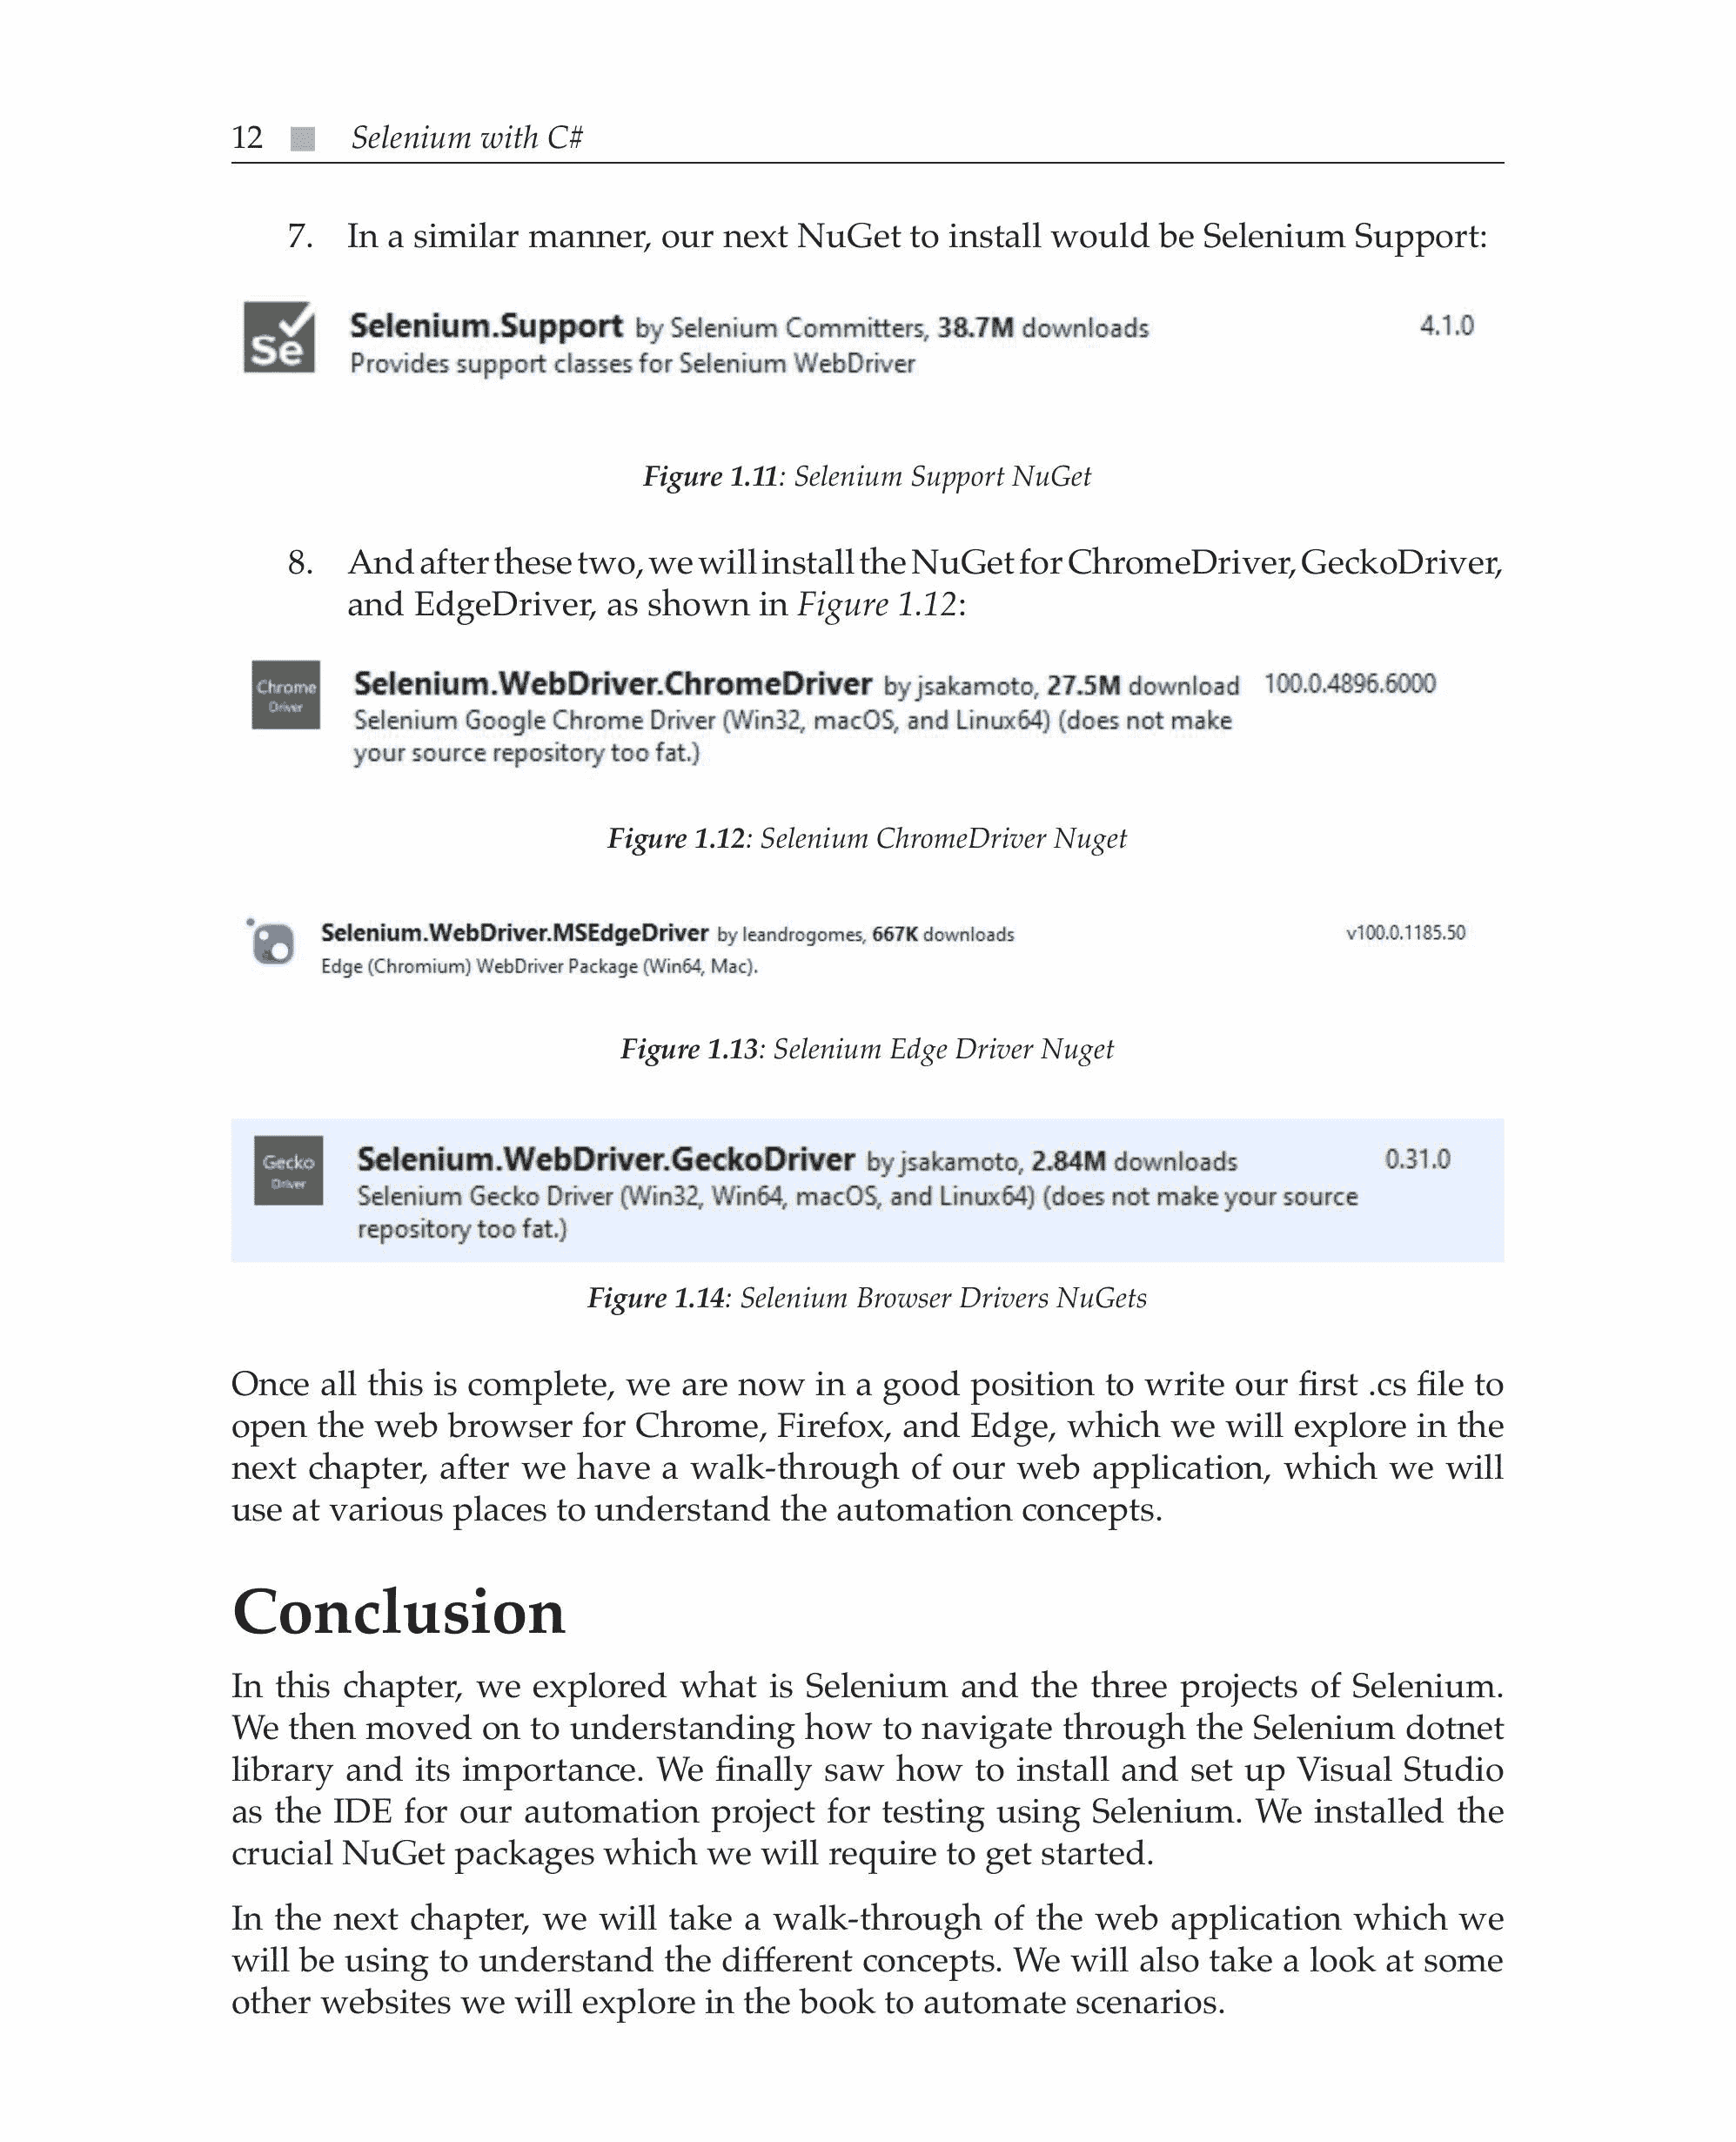 12 Selenium with C#
7. In a similar manner, our next NuGet to install would be Selenium Support:
Se
Selenium.Support by Selenium Committers, 38.7M downloads 4.1.0
Provides support classes for Selenium WebDriver
Figure 1.11: Selenium Support NuGet
8. And after these two, we will install the NuGet for ChromeDriver, GeckoDriver,
and EdgeDriver, as shown in Figure 1.12:
Chrome
Driver
Selenium.WebDriver.ChromeDriver by jsakamoto, 27.5M download 100.0.4896.6000
Selenium Google Chrome Driver (Win32, macOS, and Linux64) (does not make
your source repository too fat.)
Figure 1.12: Selenium ChromeDriver Nuget
Selenium.WebDriver.MSEdgeDriver by leandrogomes, 667K downloads v100.0.1185.50
Edge (Chromium) WebDriver Package (Win64, Mac).
Figure 1.13: Selenium Edge Driver Nuget
Gecko
Driver
Selenium.WebDriver.GeckoDriver by jsakamoto, 2.84M downloads 0.31.0
Selenium Gecko Driver (Win32, Win64, macOS, and Linux64) (does not make your source
repository too fat.)
Figure 1.14: Selenium Browser Drivers NuGets
Once all this is complete, we are now in a good position to write our first .cs file to
open the web browser for Chrome, Firefox, and Edge, which we will explore in the
next chapter, after we have a walk-through of our web application, which we will
use at various places to understand the automation concepts.
Conclusion
In this chapter, we explored what is Selenium and the three projects of Selenium.
We then moved on to understanding how to navigate through the Selenium dotnet
library and its importance. We finally saw how to install and set up Visual Studio
as the IDE for our automation project for testing using Selenium. We installed the
crucial NuGet packages which we will require to get started.
In the next chapter, we will take a walk-through of the web application which we
will be using to understand the different concepts. We will also take a look at some
other websites we will explore in the book to automate scenarios.